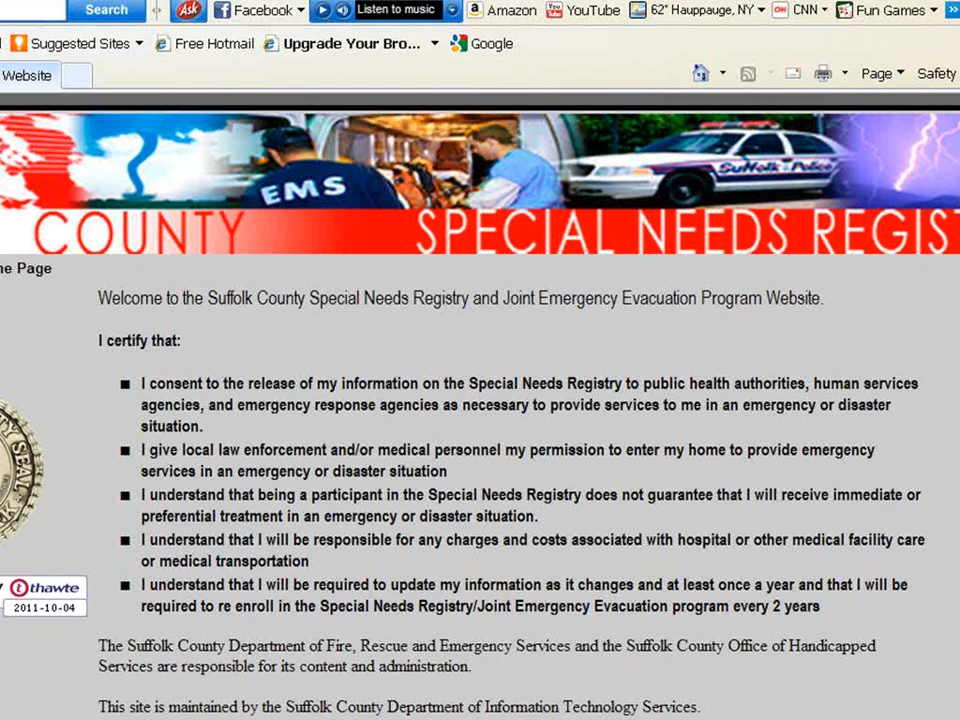 Search Ask Facebook Listen to music Amazon YouTube 62° Hauppauge, NY CNN Fun Games
Suggested Sites Free Hotmail Upgrade Your Bro... Google
Website Page Safety
EMS Suffolk Police
COUNTY SPECIAL NEEDS REGIST
me Page
Welcome to the Suffolk County Special Needs Registry and Joint Emergency Evacuation Program Website.
I certify that:
■ I consent to the release of my information on the Special Needs Registry to public health authorities, human services
agencies, and emergency response agencies as necessary to provide services to me in an emergency or disaster
situation.
■ I give local law enforcement and/or medical personnel my permission to enter my home to provide emergency
services in an emergency or disaster situation
■ I understand that being a participant in the Special Needs Registry does not guarantee that I will receive immediate or
preferential treatment in an emergency or disaster situation.
■ I understand that I will be responsible for any charges and costs associated with hospital or other medical facility care
or medical transportation
■ I understand that I will be required to update my information as it changes and at least once a year and that I will be
required to re enroll in the Special Needs Registry/Joint Emergency Evacuation program every 2 years
SEAL
thawte
2011-10-04
The Suffolk County Department of Fire, Rescue and Emergency Services and the Suffolk County Office of Handicapped
Services are responsible for its content and administration.
This site is maintained by the Suffolk County Department of Information Technology Services.